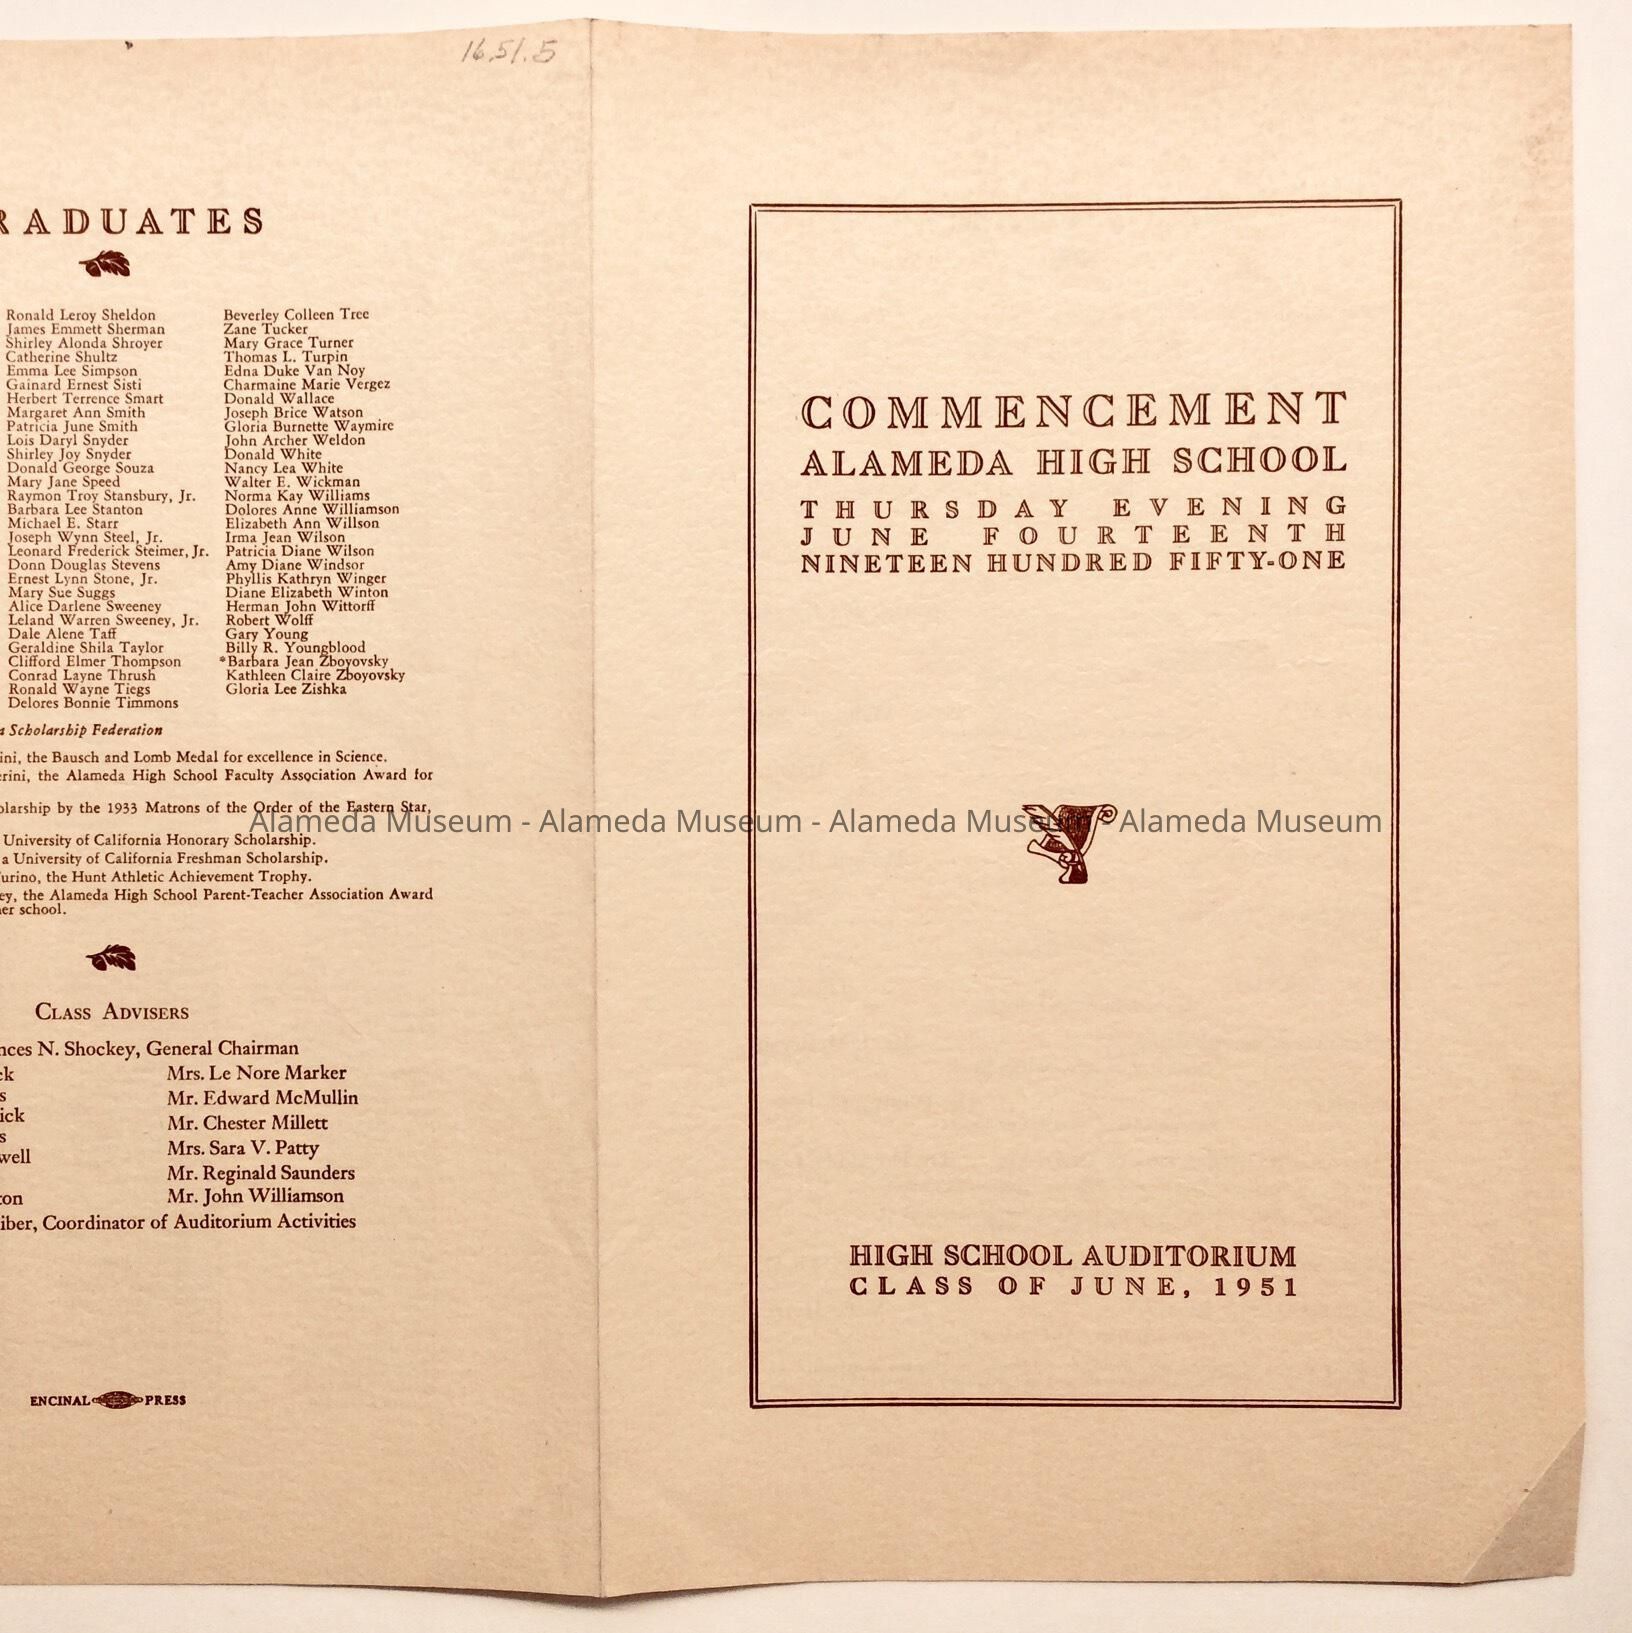 16.51.5
RADUATES
Ronald Leroy Sheldon
James Emmett Sherman
Shirley Alonda Shroyer
Catherine Shultz
Emma Lee Simpson
Gainard Ernest Sisti
Herbert Terrence Smart
Margaret Ann Smith
Patricia June Smith
Lois Daryl Snyder
Shirley Joy Snyder
Donald George Souza
Mary Jane Speed
Raymon Troy Stansbury, Jr.
Barbara Lee Stanton
Michael E. Starr
Joseph Wynn Steel, Jr.
Leonard Frederick Steimer, Jr.
Donn Douglas Stevens
Ernest Lynn Stone, Jr.
Mary Sue Suggs
Alice Darlene Sweeney
Leland Warren Sweeney, Jr.
Dale Alene Taff
Geraldine Shila Taylor
Clifford Elmer Thompson
Conrad Layne Thrush
Ronald Wayne Tiegs
Delores Bonnie Timmons
Beverley Colleen Tree
Zane Tucker
Mary Grace Turner
Thomas L. Turpin
Edna Duke Van Noy
Charmaine Marie Vergez
Donald Wallace
Joseph Brice Watson
Gloria Burnette Waymire
John Archer Weldon
Donald White
Nancy Lea White
Walter E. Wickman
Norma Kay Williams
Dolores Anne Williamson
Elizabeth Ann Willson
Irma Jean Wilson
Patricia Diane Wilson
Amy Diane Windsor
Phyllis Kathryn Winger
Diane Elizabeth Winton
Herman John Wittorff
Robert Wolff
Gary Young
Billy R. Youngblood
*Barbara Jean Zboyovsky
Kathleen Claire Zboyovsky
Gloria Lee Zishka
a Scholarship Federation
ini, the Bausch and Lomb Medal for excellence in Science.
erini, the Alameda High School Faculty Association Award for
olarship by the 1933 Matrons of the Order of the Eastern Star,
University of California Honorary Scholarship.
a University of California Freshman Scholarship.
urino, the Hunt Athletic Achievement Trophy.
ey, the Alameda High School Parent-Teacher Association Award
er school.
CLASS ADVISERS
nces N. Shockey, General Chairman
ck
s
ick
s
well
ton
Mrs. Le Nore Marker
Mr. Edward McMullin
Mr. Chester Millett
Mrs. Sara V. Patty
Mr. Reginald Saunders
Mr. John Williamson
iber, Coordinator of Auditorium Activities
ENCINAL PRESS
COMMENCEMENT
ALAMEDA HIGH SCHOOL
THURSDAY EVENING
JUNE FOURTEENTH
NINETEEN HUNDRED FIFTY-ONE
Alameda Museum - Alameda Museum - Alameda Museum - Alameda Museum
HIGH SCHOOL AUDITORIUM
CLASS OF JUNE, 1951